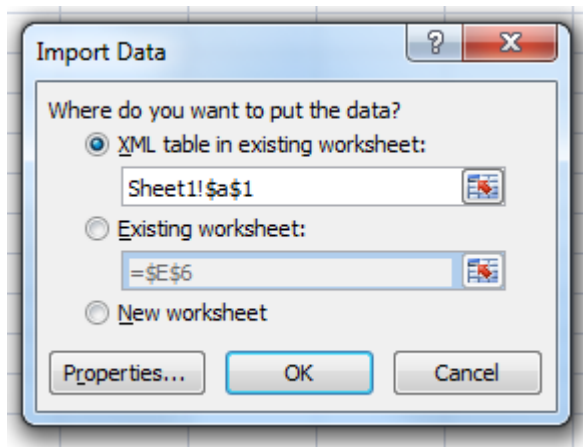 Import Data
Where do you want to put the data?
XML table in existing worksheet:
Sheet1!$a$1
Existing worksheet:
=$E$6
New worksheet
Properties... OK Cancel